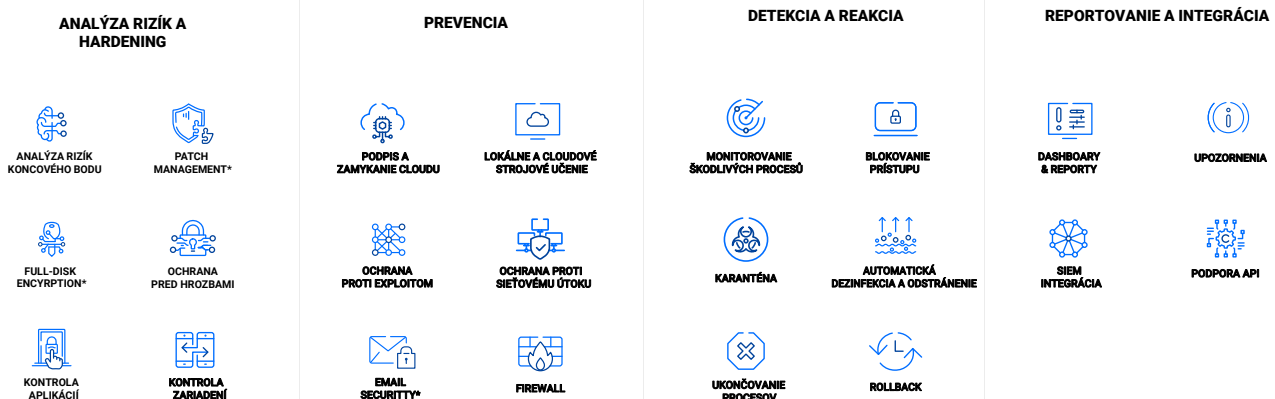 ANALÝZA RIZÍK A
HARDENING
ANALÝZA RIZÍK
KONCOVÉHO BODU
PATCH
MANAGEMENT*
FULL-DISK
ENCYRPTION*
OCHRANA
PRED HROZBAMI
KONTROLA
APLIKÁCIÍ
KONTROLA
ZARIADENÍ
PREVENCIA
PODPIS A
ZAMYKANIE CLOUDU
LOKÁLNE A CLOUDOVÉ
STROJOVÉ UČENIE
OCHRANA
PROTI EXPLOITOM
OCHRANA PROTI
SIEŤOVÉMU ÚTOKU
EMAIL
SECURITTY*
FIREWALL
DETEKCIA A REAKCIA
MONITOROVANIE
ŠKODLIVÝCH PROCESŮ
BLOKOVANIE
PRÍSTUPU
KARANTÉNA
AUTOMATICKÁ
DEZINFEKCIA A ODSTRÁNENIE
UKONČOVANIE
PROCESOV
ROLLBACK
REPORTOVANIE A INTEGRÁCIA
DASHBOARY
& REPORTY
UPOZORNENIA
SIEM
INTEGRÁCIA
PODPORA API